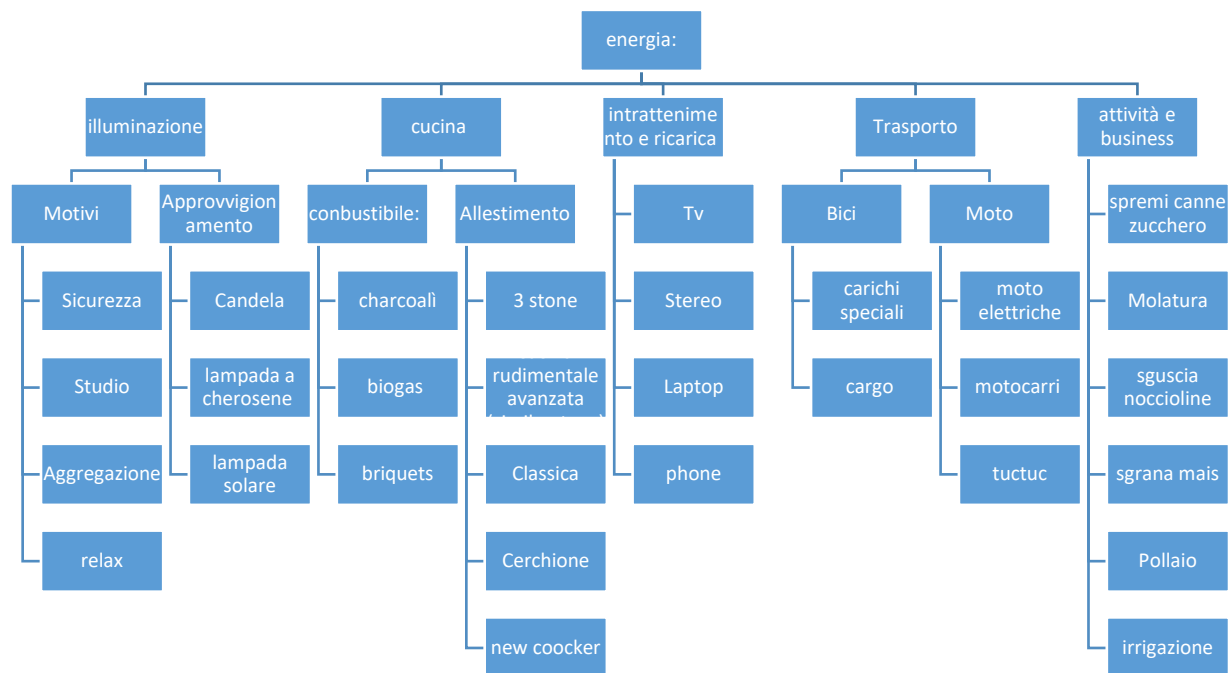 energia:
illuminazione
cucina
intrattenime
nto e ricarica
Trasporto
attività e
business
Motivi
Approvvigion
amento
conbustibile:
Allestimento
Tv
Bici
Moto
spremi canne
zucchero
Sicurezza
Candela
charcoalì
3 stone
Stereo
carichi
speciali
moto
elettriche
Molatura
Studio
lampada a
cherosene
biogas
rudimentale
avanzata
Laptop
cargo
motocarri
sguscia
noccioline
Aggregazione
lampada
solare
briquets
Classica
phone
tuctuc
sgrana mais
relax
Cerchione
Pollaio
new coocker
irrigazione